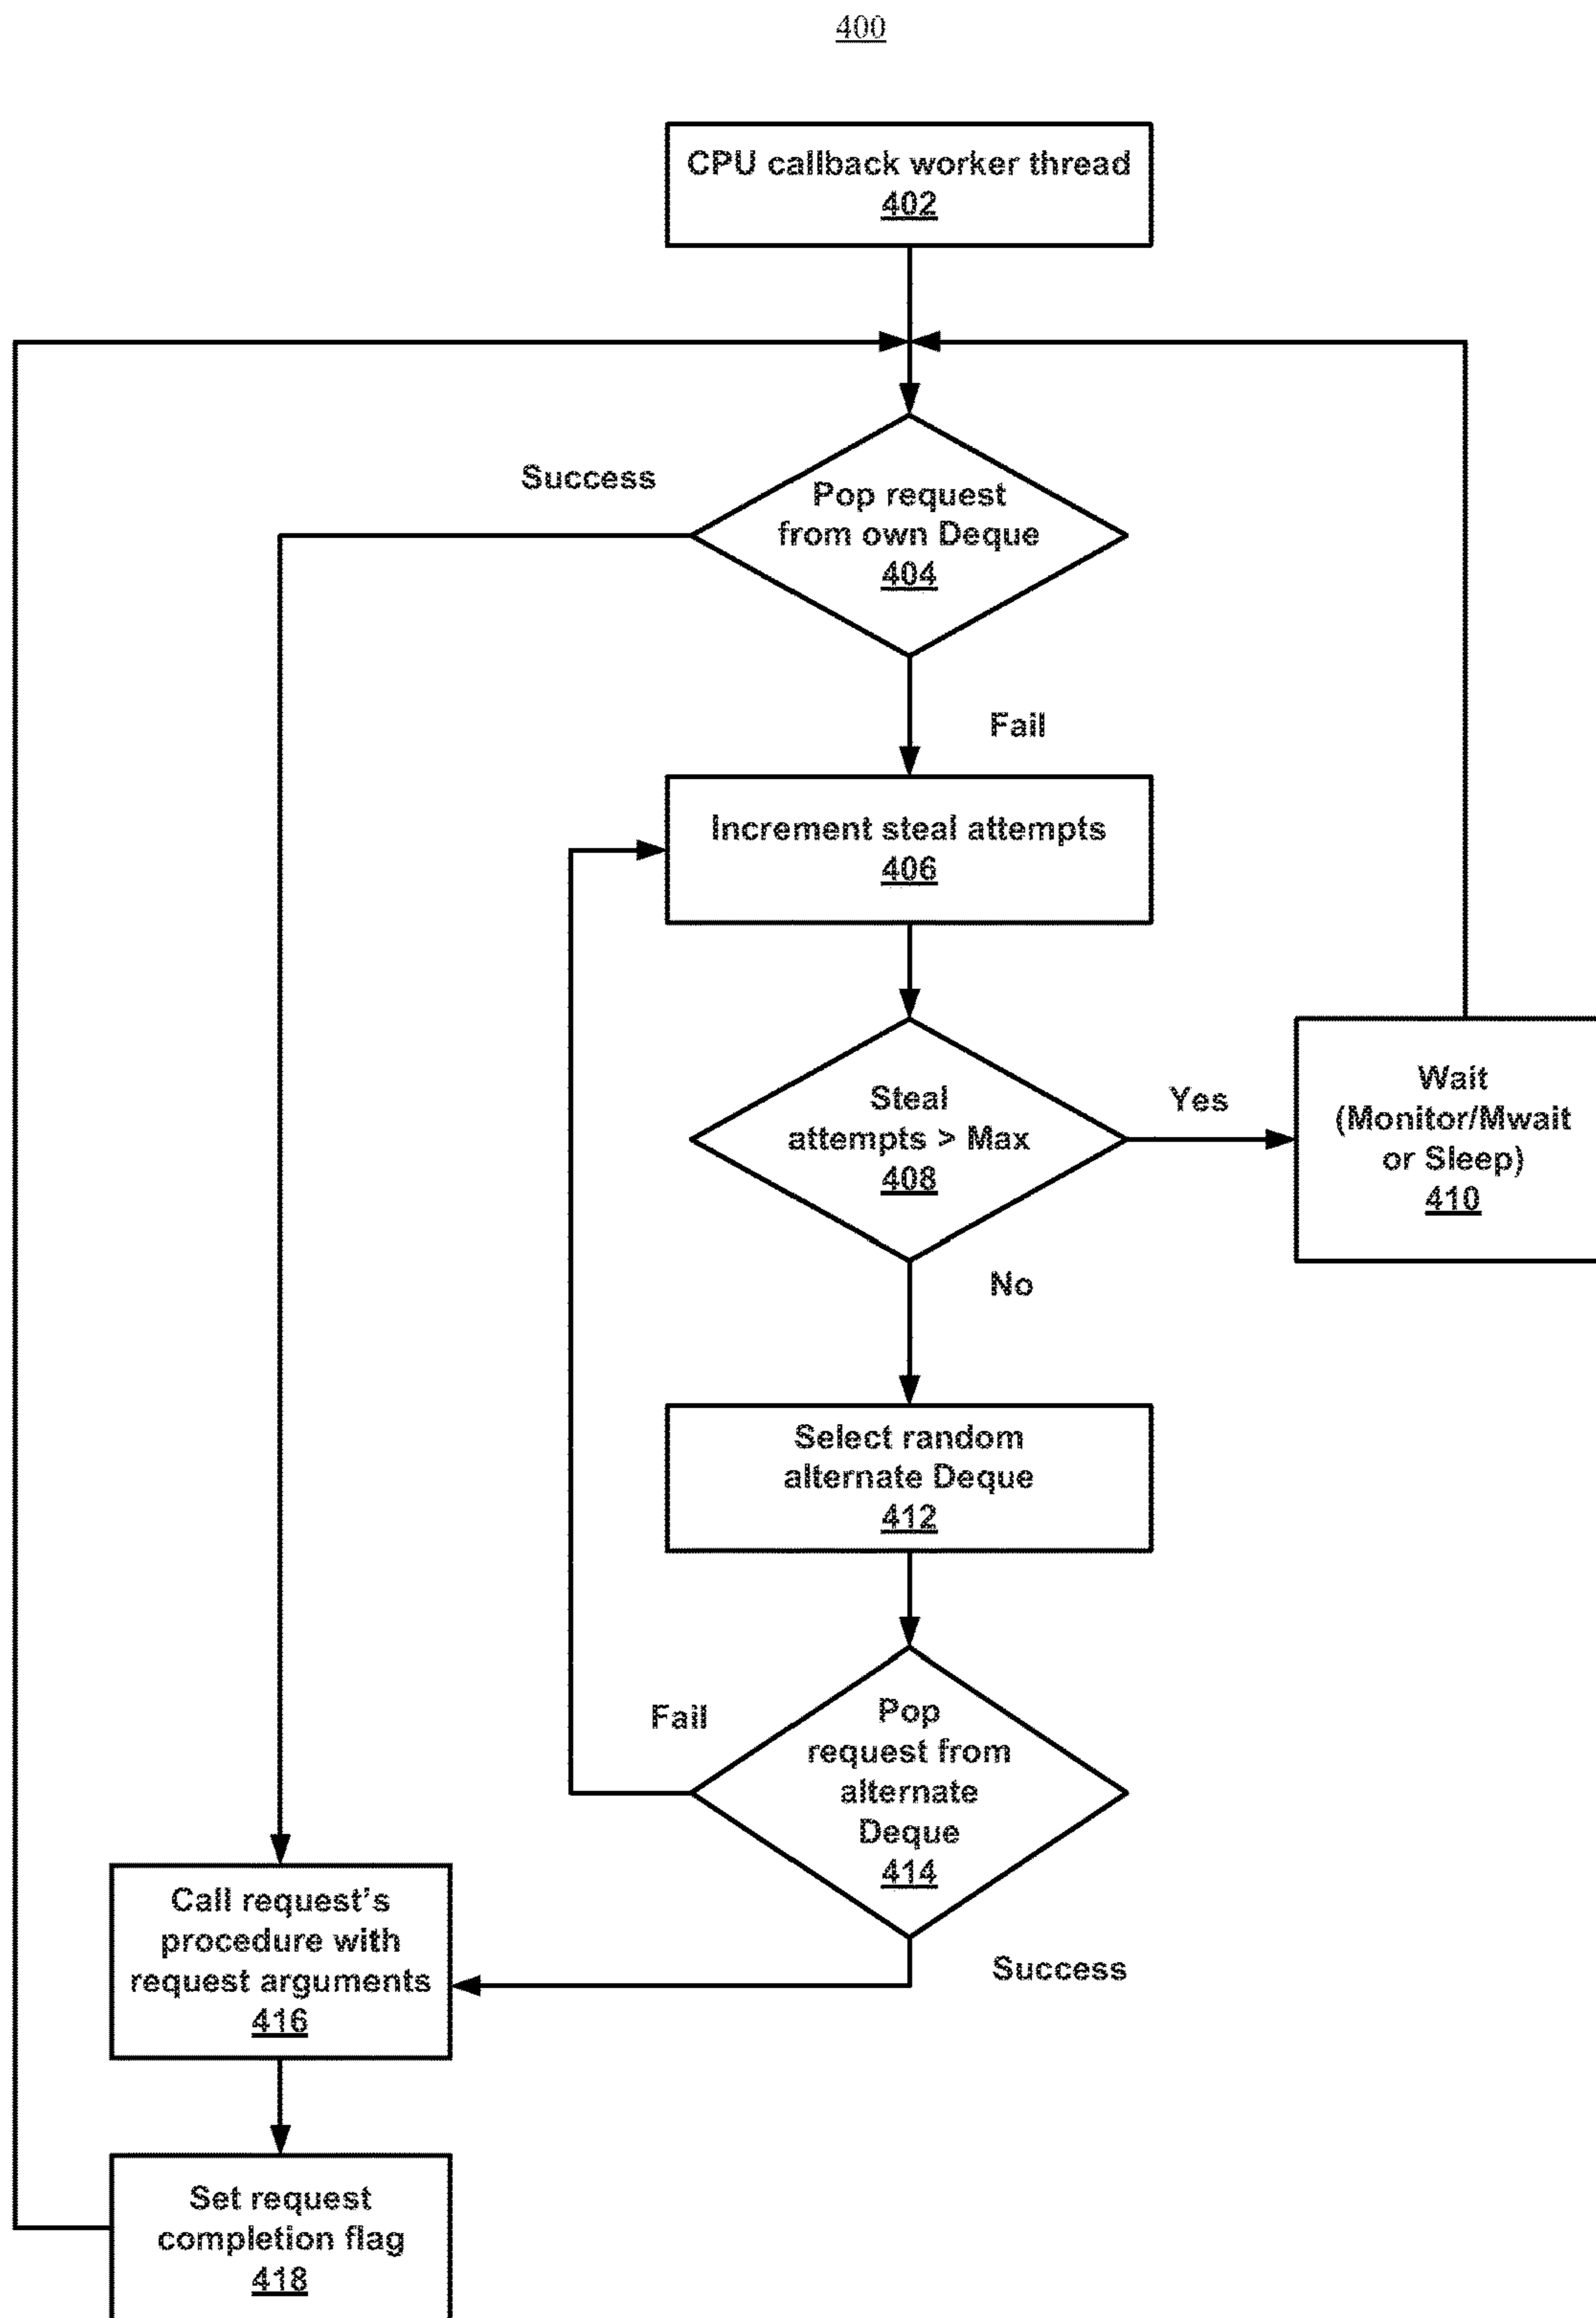 400
CPU callback worker thread
402
Success
Pop request
from own Deque
404
Fail
Increment steal attempts
406
Steal
attempts > Max
408
Yes
Wait
(Monitor/Mwait
or Sleep)
410
No
Select random
alternate Deque
412
Fail
Pop
request from
alternate
Deque
414
Success
Call request's
procedure with
request arguments
416
Set request
completion flag
418